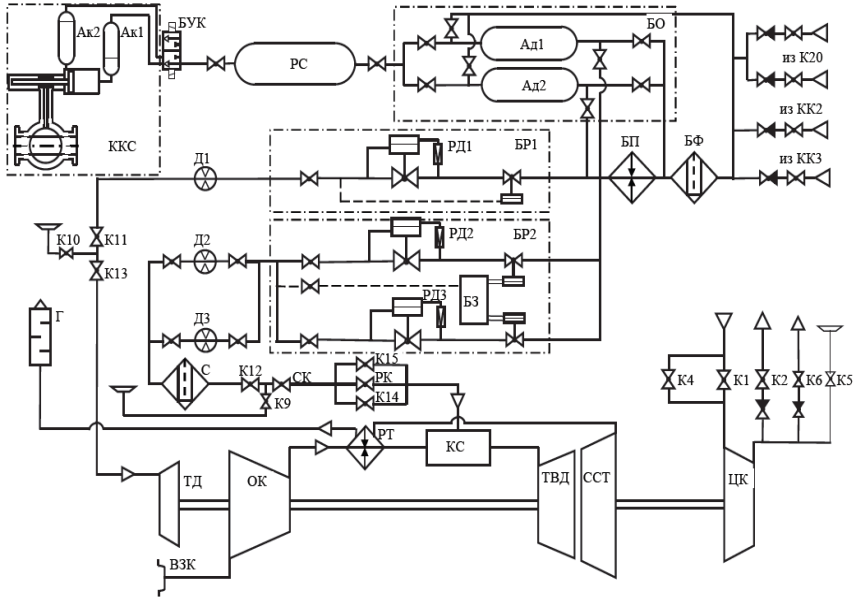 БУК
БО
Ак2
Ак1
Ад1
РС
Ад2
из К20
из КК2
ККС
Д1
РД1
БР1
БП
БФ
из КК3
К10
К11
К13
Д2
РД2
БР2
РД3
БЗ
Г
Д3
С
К12
СК
К15
РК
К14
К9
К4
К1
К2
К6
К5
РТ
КС
ТД
ОК
ТВД
ССТ
ЦК
ВЗК